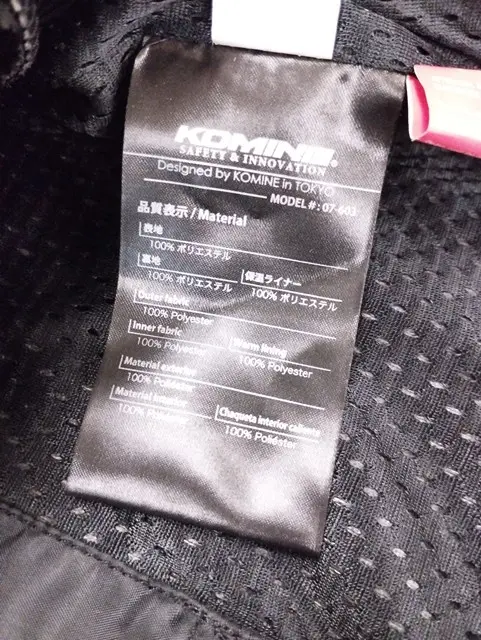 KOMINE®
SAFETY & INNOVATION
Designed by KOMINE in TOKYO
MODEL#: 07-603
品質表示 / Material
表地
100% ポリエステル
裏地
100% ポリエステル
保温ライナー
100% ポリエステル
Outer fabric
100% Polyester
Inner fabric
100% Polyester
Warm lining
100% Polyester
Material exterior
100% Poliéster
Material interior
100% Poliéster
Chaqueta interior calluroa
100% Poliéster